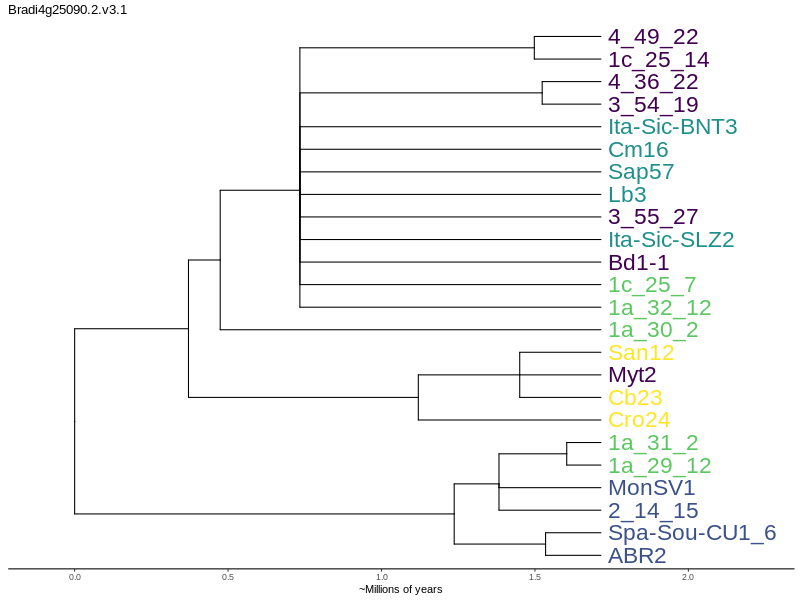 Bradi4g25090.2.v3.1
4_49_22
1c_25_14
4_36_22
3_54_19
Ita-Sic-BNT3
Cm16
Sap57
Lb3
3_55_27
Ita-Sic-SLZ2
Bd1-1
1c_25_7
1a_32_12
1a_30_2
San12
Myt2
Cb23
Cro24
1a_31_2
1a_29_12
MonSV1
2_14_15
Spa-Sou-CU1_6
ABR2
0.0 0.5 1.0 1.5 2.0
~Millions of years